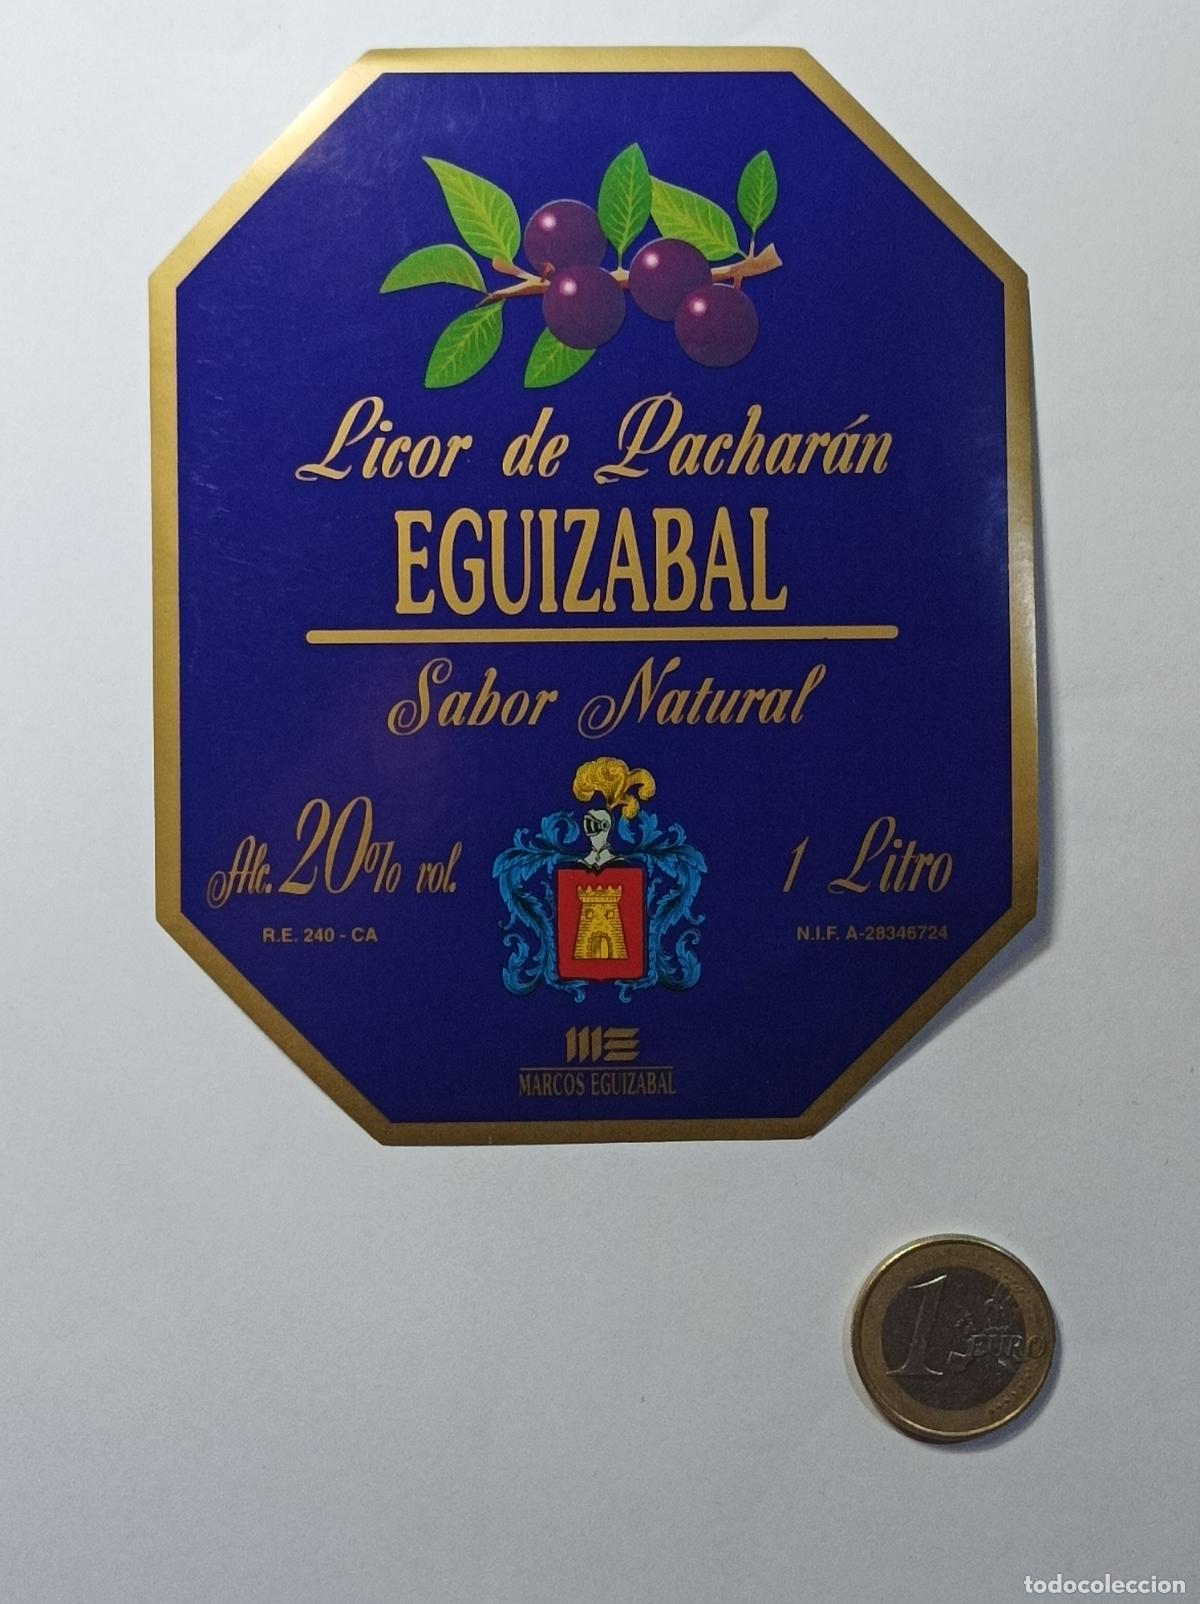 Licor de Pacharán
EGUIZABAL
Sabor Natural
Alc. 20% vol.
1 Litro
R.E. 240 - CA
N.I.F. A-28346724
ME
MARCOS EGUIZABAL
1 EURO
todocoleccion